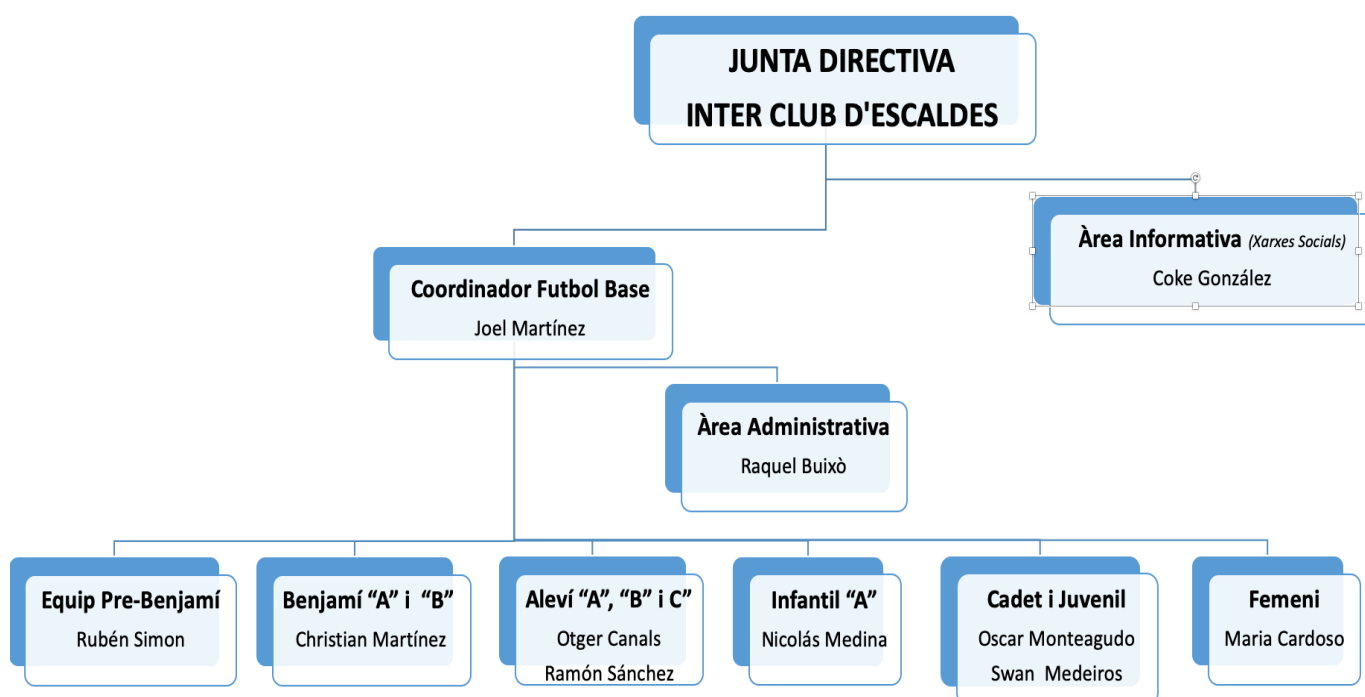 JUNTA DIRECTIVA
INTER CLUB D'ESCALDES
Àrea Informativa (Xarxes Socials)
Coke González
Coordinador Futbol Base
Joel Martínez
Àrea Administrativa
Raquel Buixò
Equip Pre-Benjamí
Rubén Simon
Benjamí “A” i “B”
Christian Martínez
Aleví “A”, “B” i C”
Otger Canals
Ramón Sánchez
Infantil “A”
Nicolás Medina
Cadet i Juvenil
Oscar Monteagudo
Swan Medeiros
Femeni
Maria Cardoso